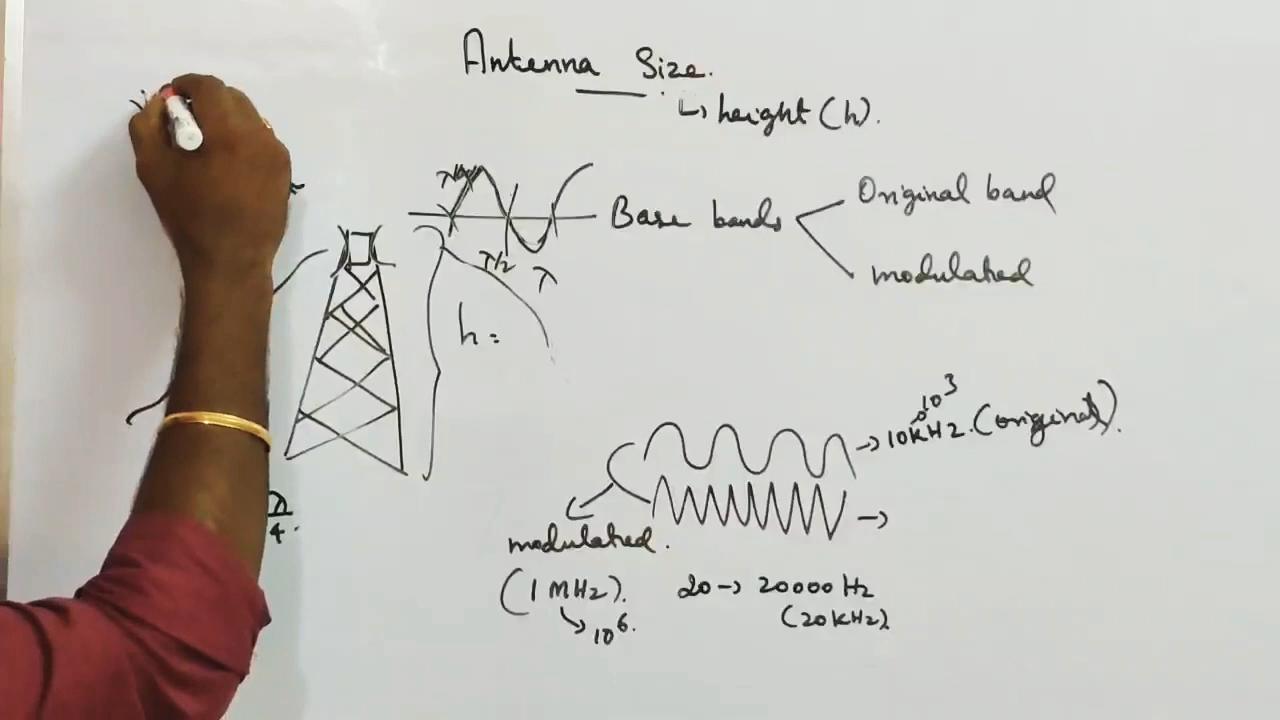 Antenna Size.
↳ height (h).
λ/4
Base bands
Original band
modulated
λ/2
λ
h =
10³
10KHz. (original).
λ/4.
modulated.
(1 MHz). 20 → 20000 Hz
→ 10⁶. (20KHz)